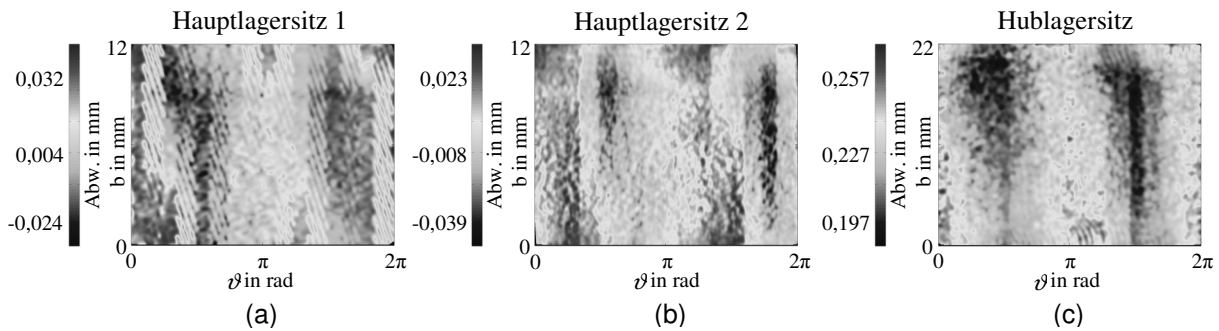 Hauptlagersitz 1
0,032
0,004
-0,024
Abw. in mm
b in mm
12
0
0
π
2π
ϑ in rad
(a)
Hauptlagersitz 2
0,023
-0,008
-0,039
Abw. in mm
b in mm
12
0
0
π
2π
ϑ in rad
(b)
Hublagersitz
0,257
0,227
0,197
Abw. in mm
b in mm
22
0
0
π
2π
ϑ in rad
(c)